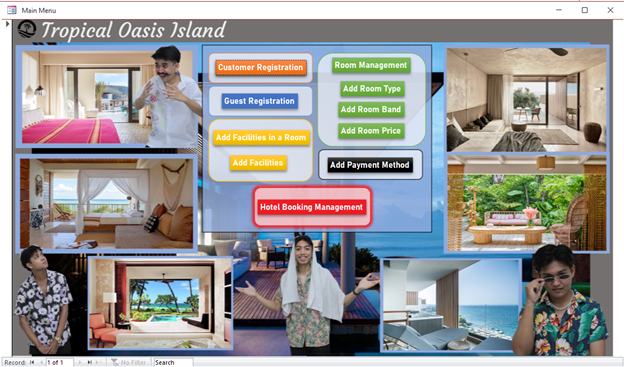 Main Menu
Tropical Oasis Island
Customer Registration
Guest Registration
Add Facilities in a Room
Add Facilities
Room Management
Add Room Type
Add Room Band
Add Room Price
Add Payment Method
Hotel Booking Management
Record: 1 of 1 No Filter Search